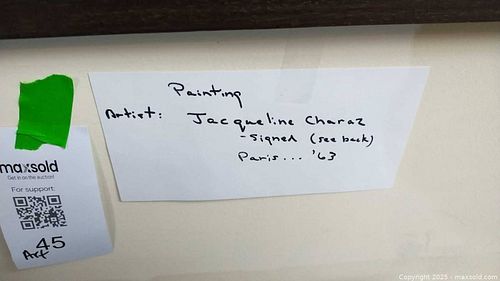 Painting
Artist: Jacqueline Charaz
- signed (see back)
Paris... '63
maxsold
Get in on the auction!
For support:
45
Art
Copyright © 2025 - maxsold.com